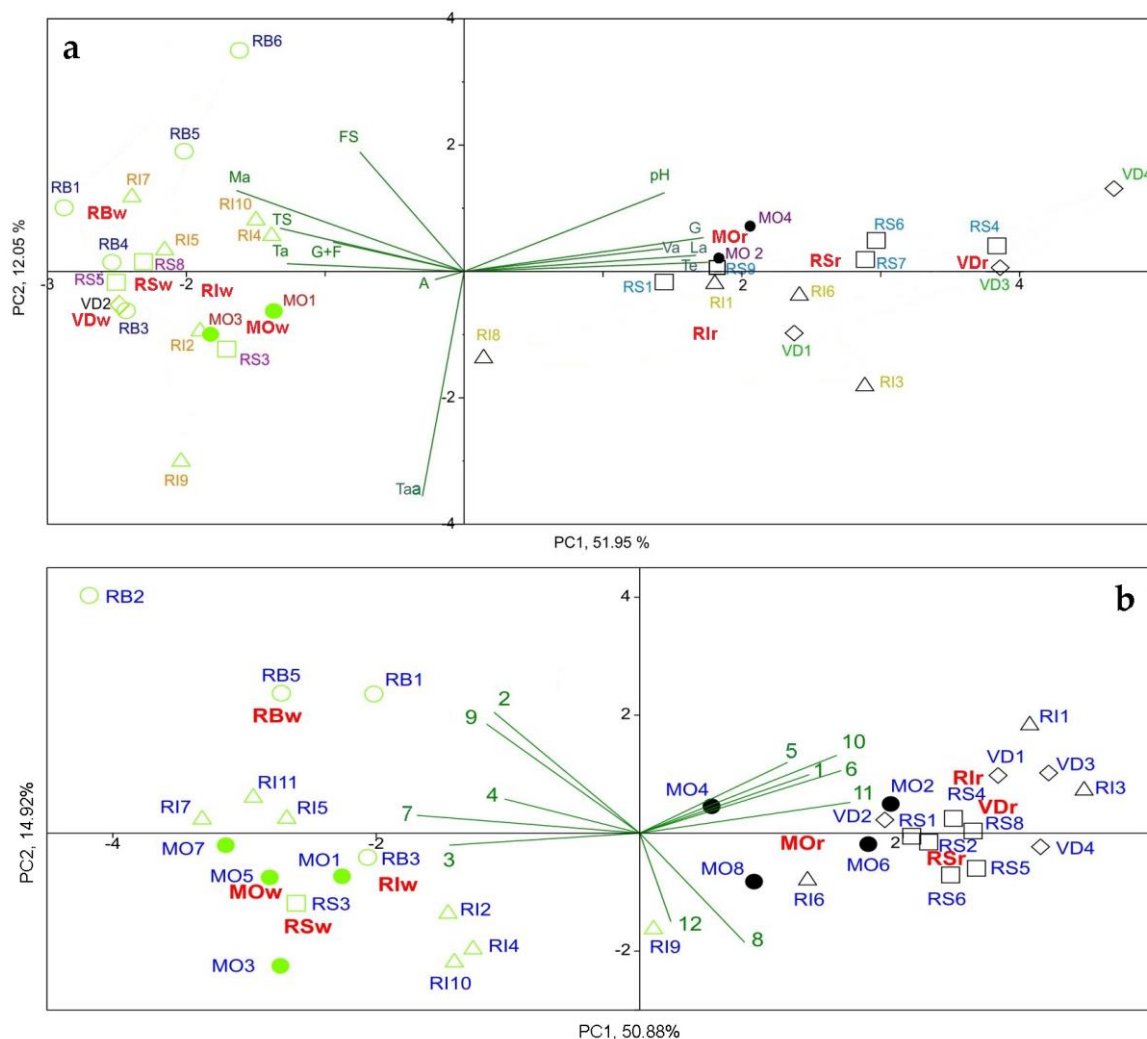 a
4
RB6
RB5
FS
2
RI7
Ma
pH
VD4
RB1
RBw
RI10
MO4
TS
RI4
G
MOr
RS6
RS4
RB4
RI5
Ta
G+F
Va
La
MO 2
RSr
VDr
RS8
Te
RS9
RS7
-3
RS5
RSw
-2
RIw
A
RS1
2
4
VD3
VD2
MO1
RI1
RI6
VDw
RB3
MO3
MOw
RIr
RI2
RS3
RI8
VD1
RI3
-2
RI9
Taa
-4
PC2, 12.05 %
PC1, 51.95 %
b
RB2
4
RB5
RB1
2
RBw
9
2
RI1
5
10
VD1
VD3
RI11
1
6
RIr
RI7
RI5
4
MO4
11
MO2
RS4
VDr
RI3
7
VD2
RS1
RS8
-4
-2
2
MO7
3
MOr
RS2
VD4
MO1
RB3
MO6
RSr
MO5
RIw
MO8
RS5
MOw
RS3
RI6
RS6
RSw
RI2
12
8
MO3
RI4
RI9
-2
RI10
PC2, 14.92%
PC1, 50.88%